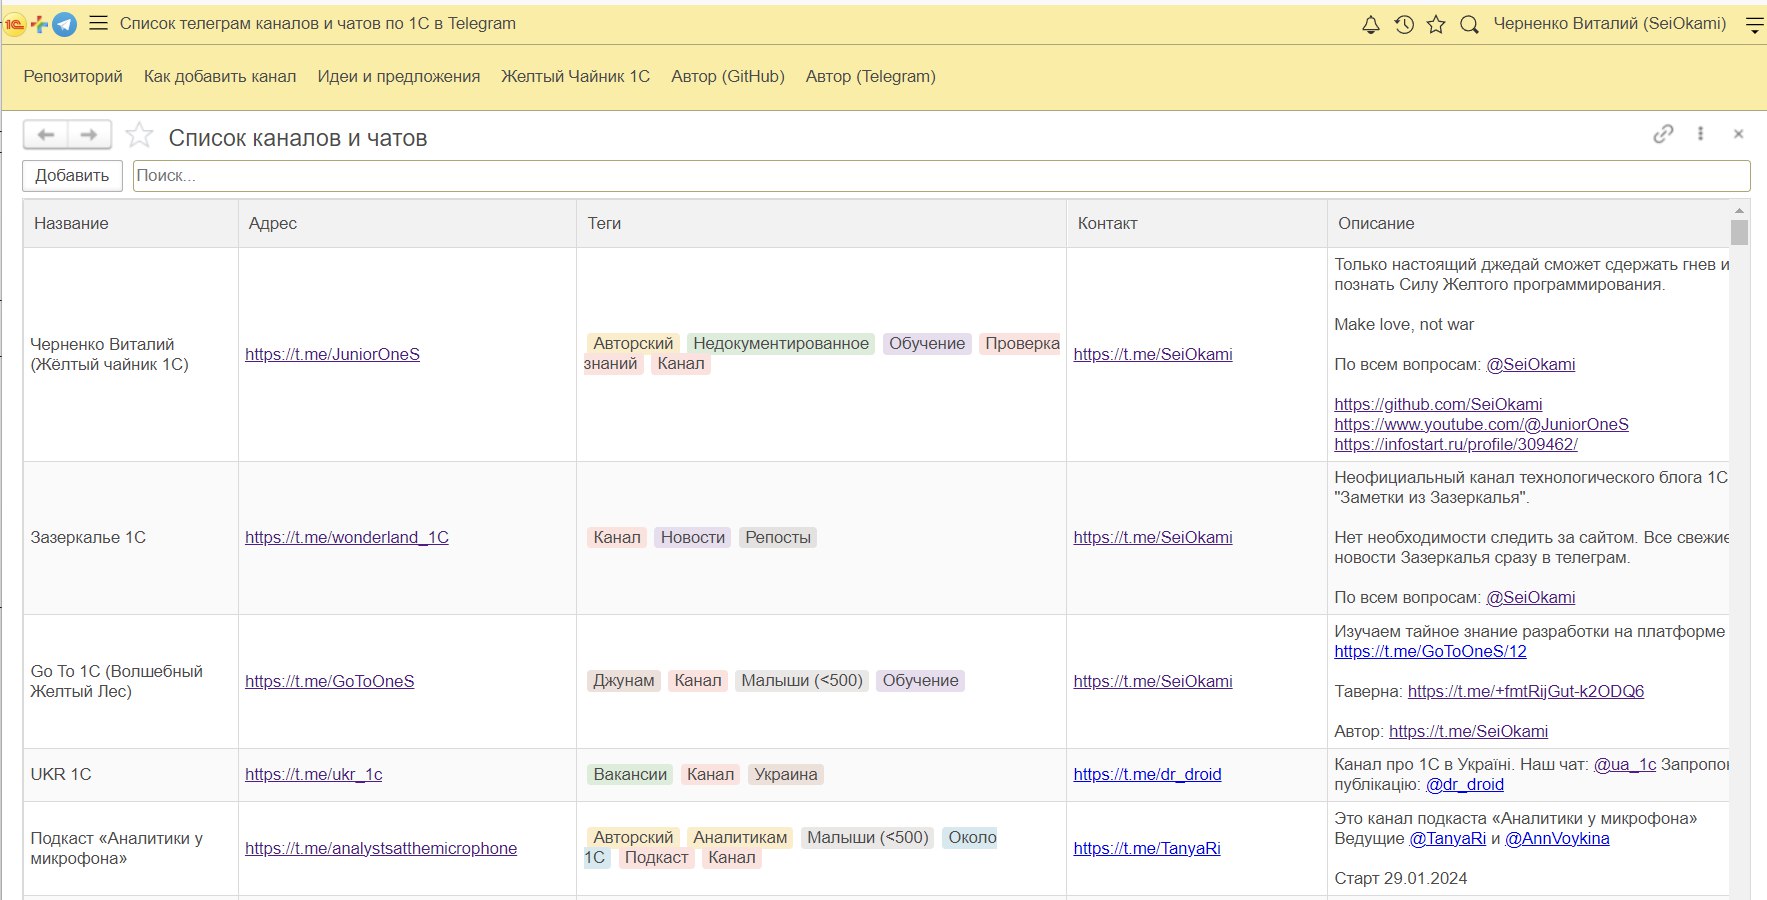 1С
Список телеграм каналов и чатов по 1С в Telegram
Черненко Виталий (SeiOkami)
Репозиторий Как добавить канал Идеи и предложения Желтый Чайник 1С Автор (GitHub) Автор (Telegram)
Список каналов и чатов
Добавить Поиск...
Название Адрес Теги Контакт Описание
Черненко Виталий
(Жёлтый чайник 1С)
https://t.me/JuniorOneS
Авторский Недокументированное Обучение Проверка
знаний Канал
https://t.me/SeiOkami
Только настоящий джедай сможет сдержать гнев и
познать Силу Желтого программирования.
Make love, not war
По всем вопросам: @SeiOkami
https://github.com/SeiOkami
https://www.youtube.com/@JuniorOneS
https://infostart.ru/profile/309462/
Зазеркалье 1С
https://t.me/wonderland_1C
Канал Новости Репосты
https://t.me/SeiOkami
Неофициальный канал технологического блога 1С
"Заметки из Зазеркалья".
Нет необходимости следить за сайтом. Все свежие
новости Зазеркалья сразу в телеграм.
По всем вопросам: @SeiOkami
Go To 1С (Волшебный
Желтый Лес)
https://t.me/GoToOneS
Джунам Канал Малыши (<500) Обучение
https://t.me/SeiOkami
Изучаем тайное знание разработки на платформе
https://t.me/GoToOneS/12
Таверна: https://t.me/+fmtRijGut-k2ODQ6
Автор: https://t.me/SeiOkami
UKR 1C
https://t.me/ukr_1c
Вакансии Канал Украина
https://t.me/dr_droid
Канал про 1С в Україні. Наш чат: @ua_1c Запропон
публікацію: @dr_droid
Подкаст «Аналитики у
микрофона»
https://t.me/analystsatthemicrophone
Авторский Аналитикам Малыши (<500) Около
1С Подкаст Канал
https://t.me/TanyaRi
Это канал подкаста «Аналитики у микрофона»
Ведущие @TanyaRi и @AnnVoykina
Старт 29.01.2024